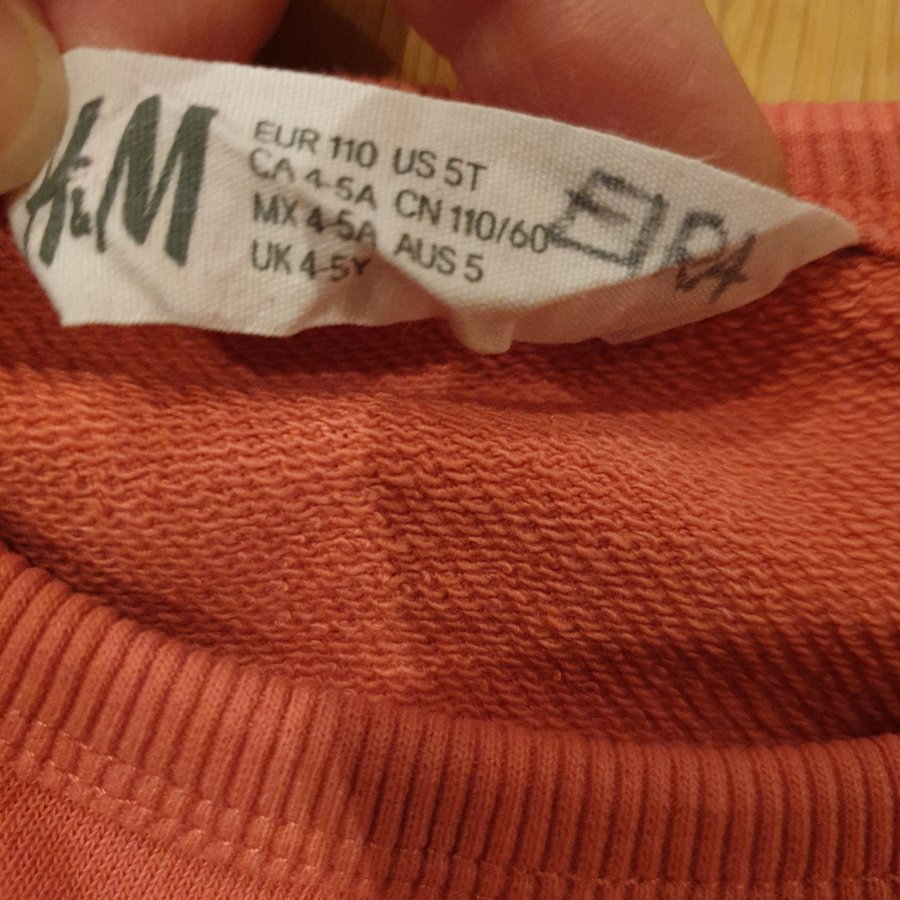 H&M
EUR 110 US 5T
CA 4-5A CN 110/60
MX 4-5A AUS 5
UK 4-5Y